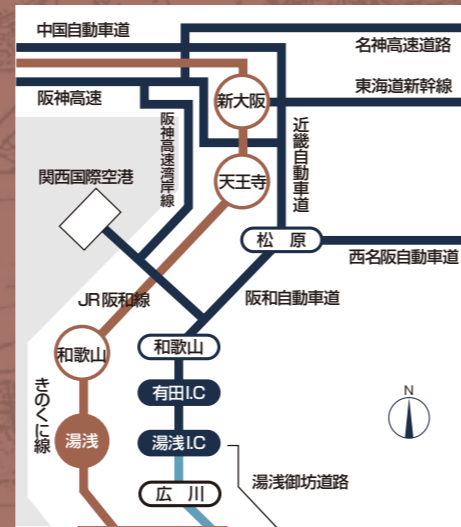 中国自動車道
名神高速道路
新大阪
東海道新幹線
阪神高速
阪神高速湾岸線
近畿自動車道
関西国際空港
天王寺
松原
西名阪自動車道
JR阪和線
阪和自動車道
和歌山
和歌山
きのくに線
有田I.C
N
湯浅
湯浅I.C
湯浅御坊道路
広川